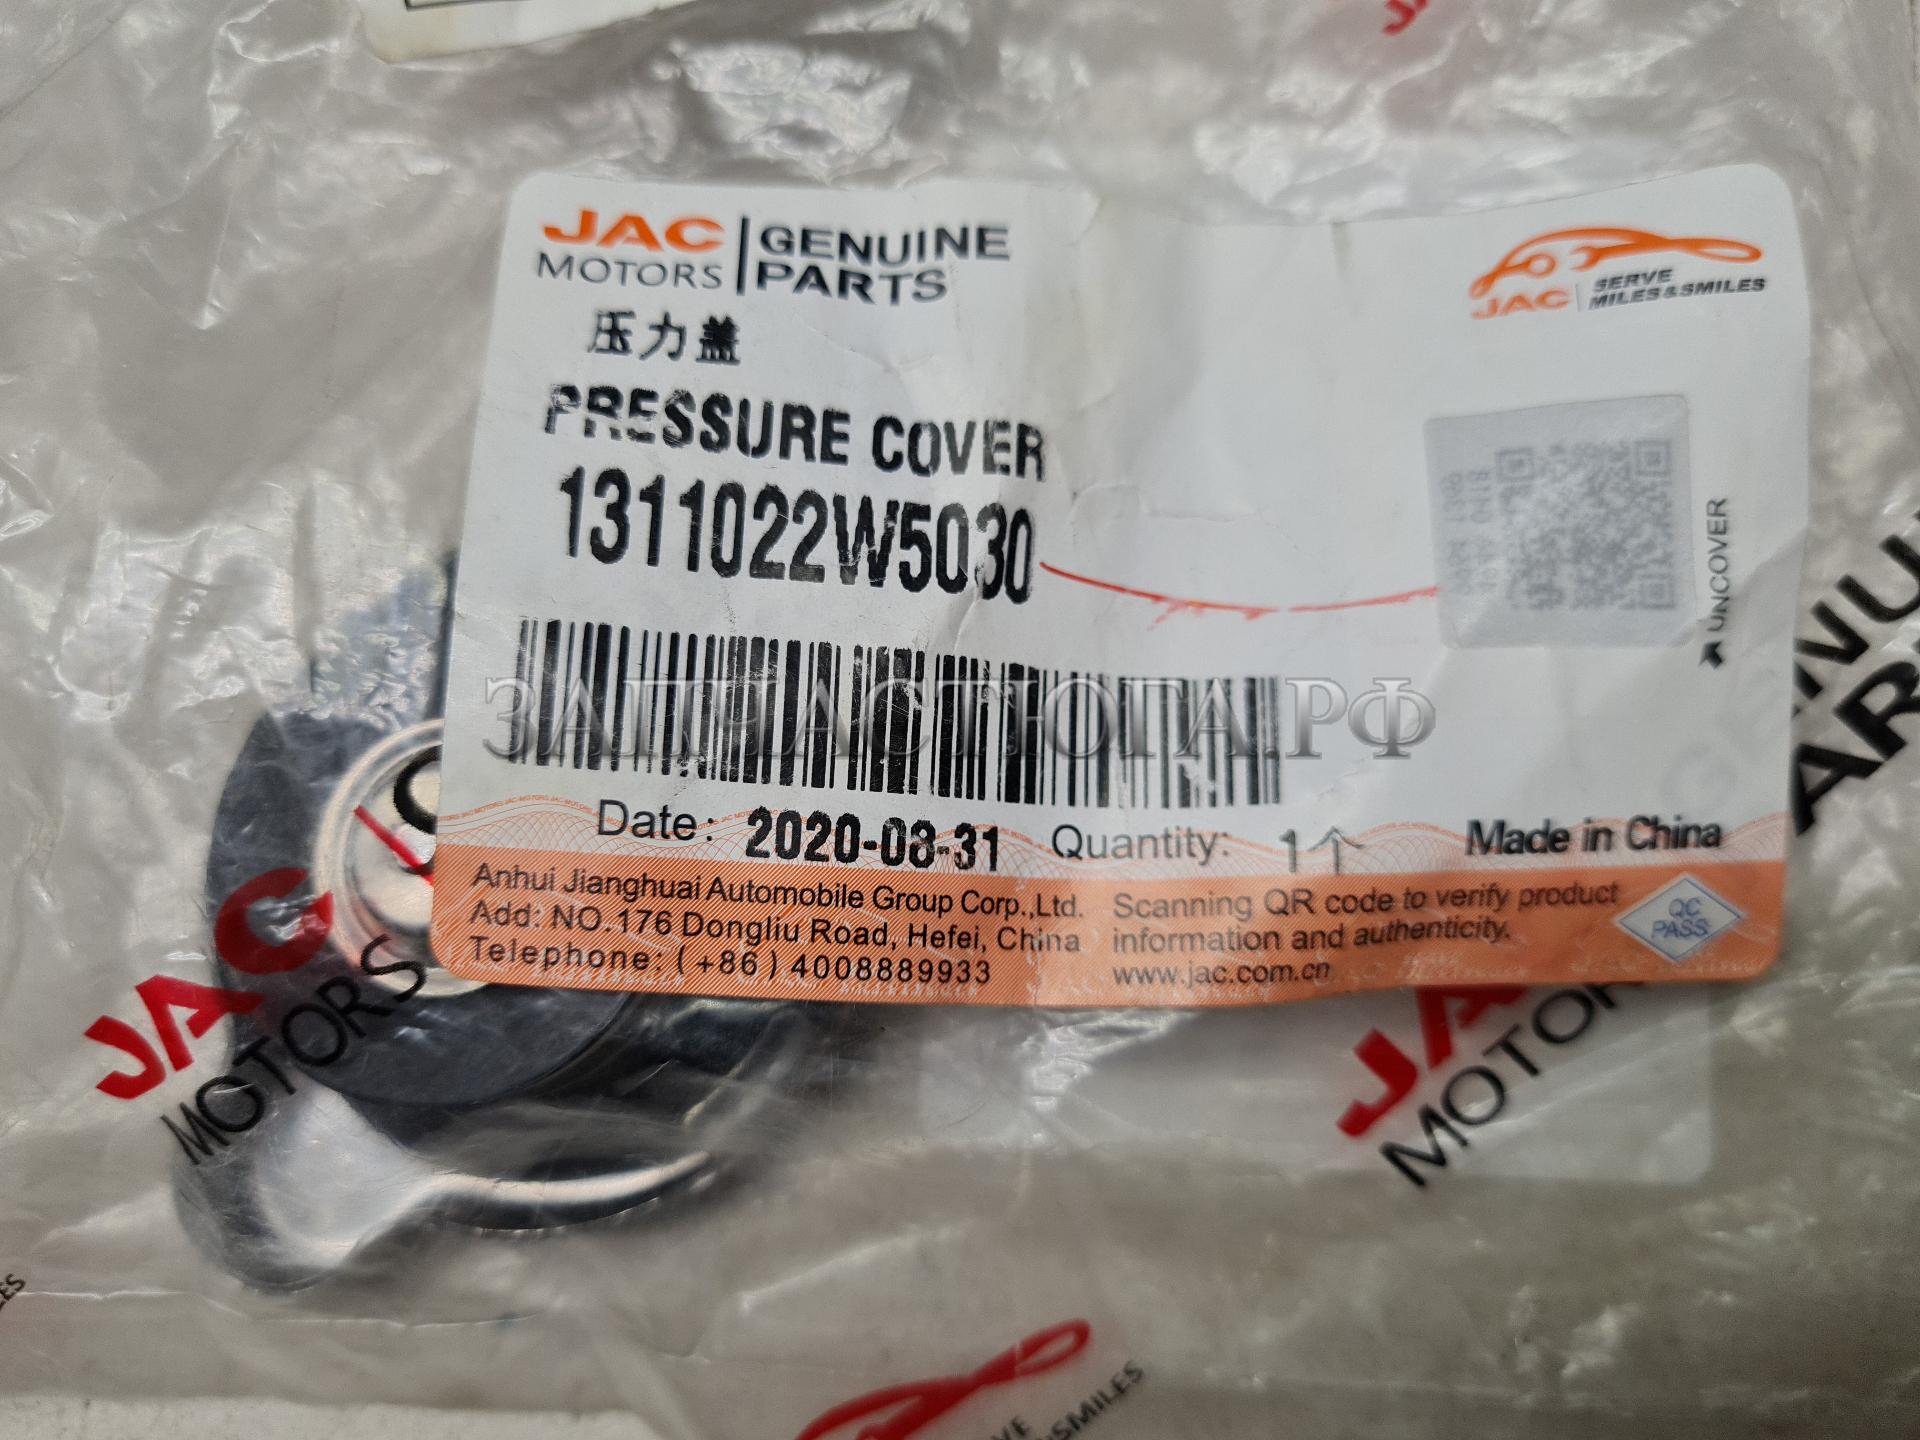 JAC
MOTORS
GENUINE
PARTS
JAC
SERVE
MILES&SMILES
压力盖
PRESSURE COVER
1311022W5030
UNCOVER
ЗАПЧАСТЮГА.РФ
Date: 2020-08-31 Quantity: 1个 Made in China
Anhui Jianghuai Automobile Group Corp.,Ltd.
Add: NO.176 Dongliu Road, Hefei, China
Telephone: (+86) 4008889933
Scanning QR code to verify product
information and authenticity.
www.jac.com.cn
QC
PASS
JAC
MOTORS
MOTOR